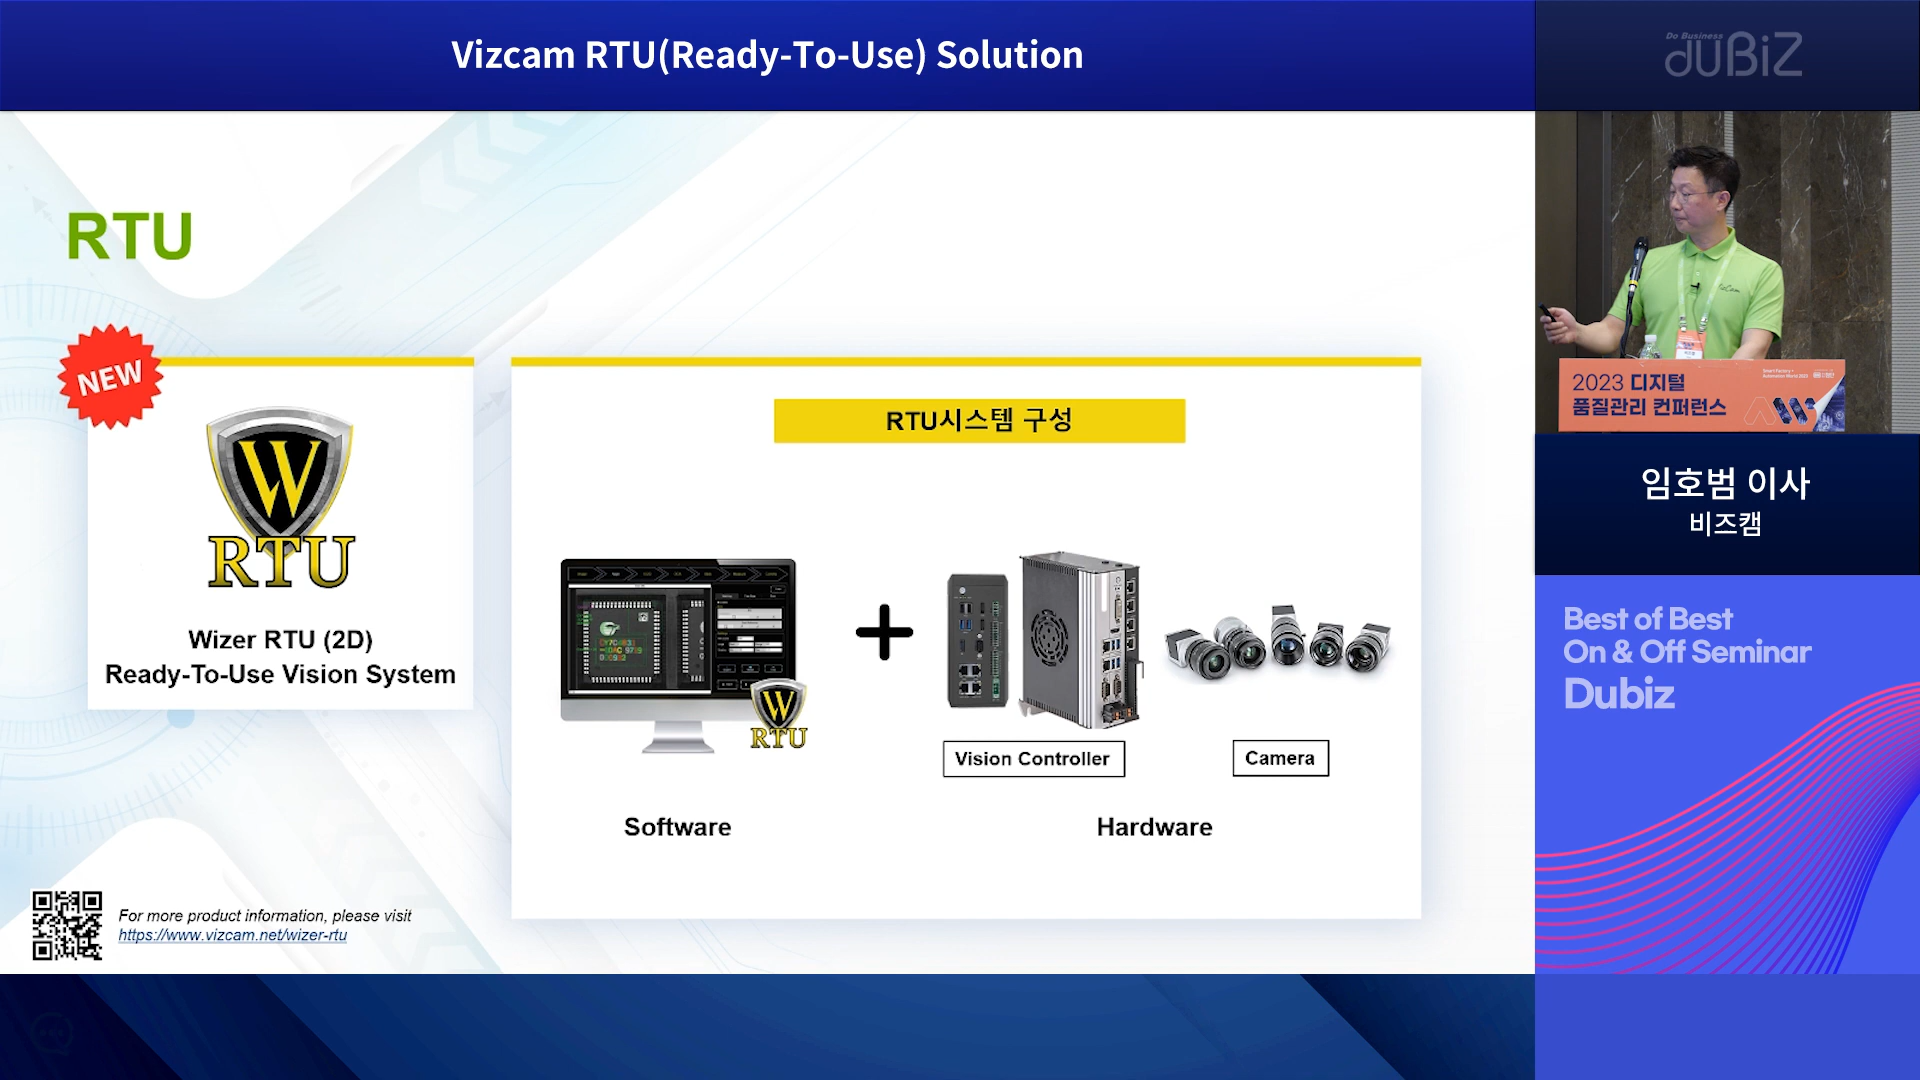 Vizcam RTU(Ready-To-Use) Solution
Do Business
duBiZ
RTU
NEW
W
RTU
Wizer RTU (2D)
Ready-To-Use Vision System
RTU시스템 구성
W
RTU
Vision Controller
Camera
Software
Hardware
For more product information, please visit
https://www.vizcam.net/wizer-rtu
2023 디지털
품질관리 컨퍼런스
임호범 이사
비즈캠
Best of Best
On & Off Seminar
Dubiz